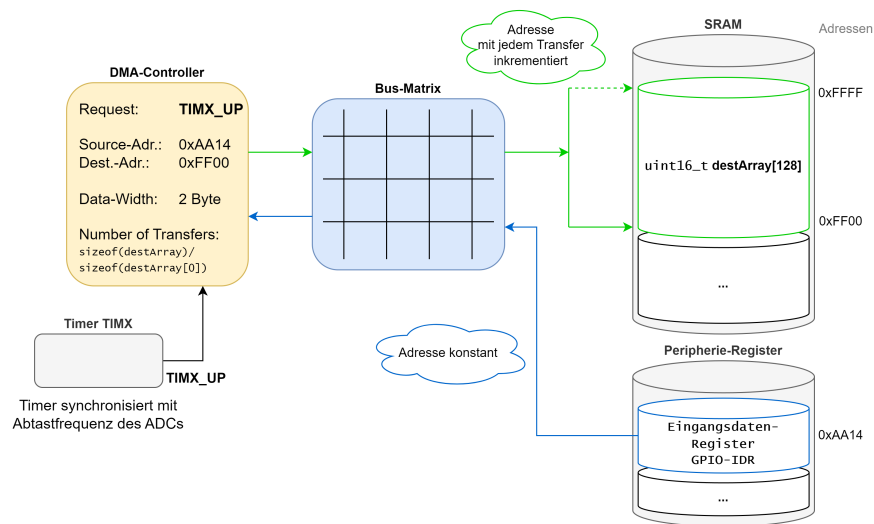 Adresse
mit jedem Transfer
inkrementiert
SRAM
Adressen
DMA-Controller
Request: TIMX_UP
Source-Adr.: 0xAA14
Dest.-Adr.: 0xFF00
Data-Width: 2 Byte
Number of Transfers:
sizeof(destArray)/
sizeof(destArray[0])
Bus-Matrix
0xFFFF
uint16_t destArray[128]
0xFF00
...
Timer TIMX
TIMX_UP
Timer synchronisiert mit
Abtastfrequenz des ADCs
Adresse konstant
Peripherie-Register
Eingangsdaten-
Register
GPIO-IDR
0xAA14
...